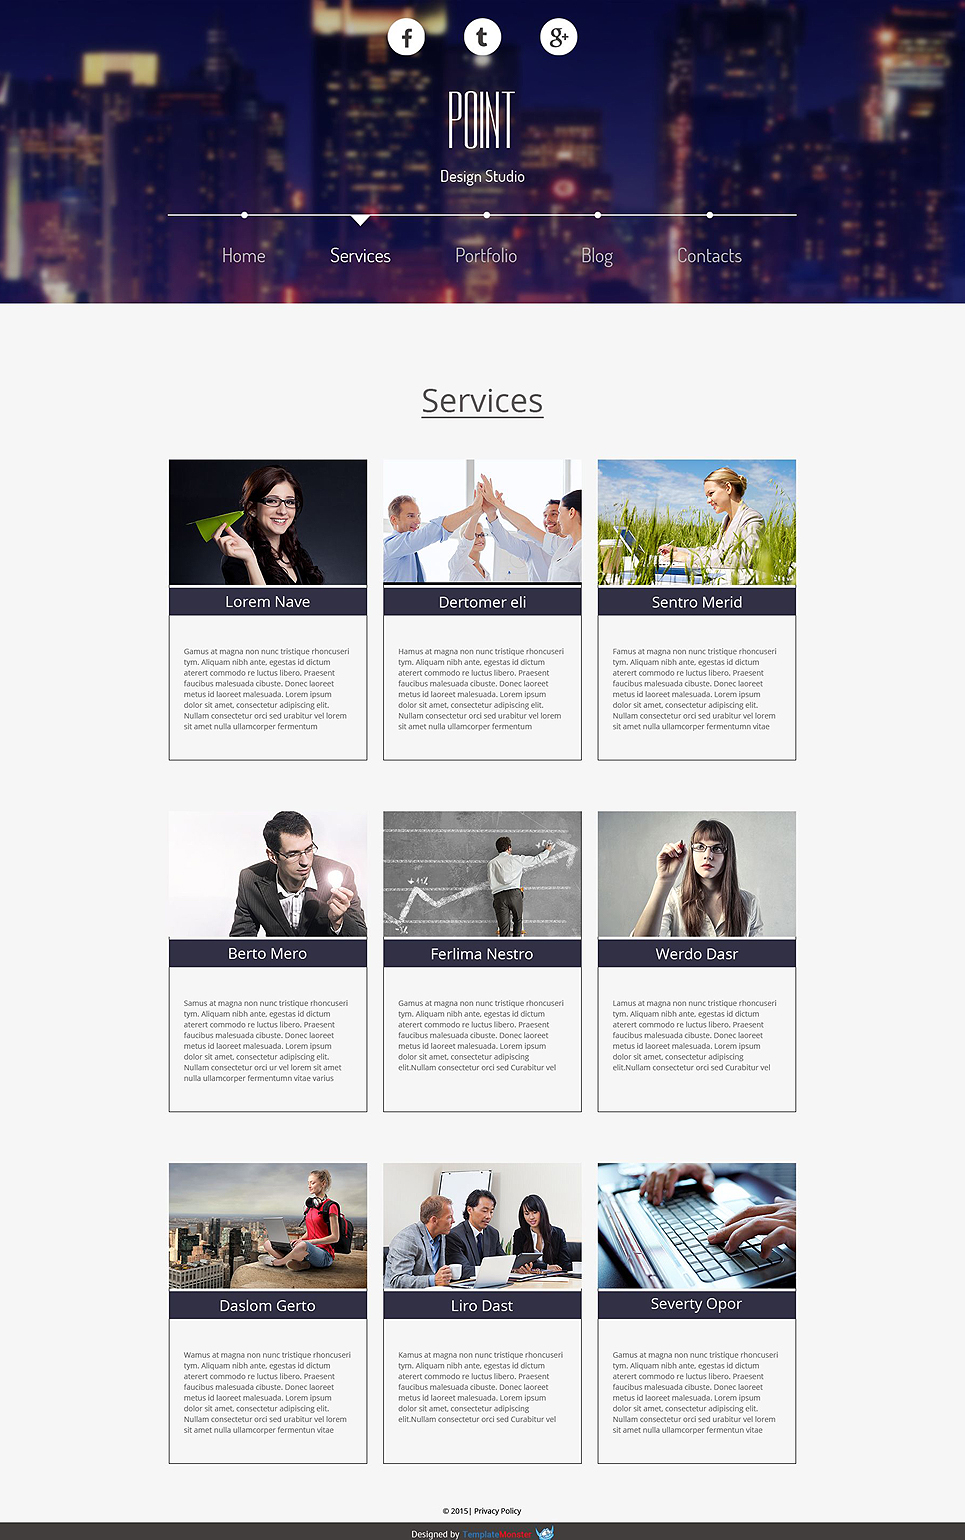 POINT
Design Studio
Home Services Portfolio Blog Contacts
Services
Lorem Nave
Gamus at magna non nunc tristique rhoncuseri
tym. Aliquam nibh ante, egestas id dictum
aterert commodo re luctus libero. Praesent
faucibus malesuada cibuste. Donec laoreet
metus id laoreet malesuada. Lorem ipsum
dolor sit amet, consectetur adipiscing elit.
Nullam consectetur orci sed urabitur vel lorem
sit amet nulla ullamcorper fermentum
Dertomer eli
Hamus at magna non nunc tristique rhoncuseri
tym. Aliquam nibh ante, egestas id dictum
aterert commodo re luctus libero. Praesent
faucibus malesuada cibuste. Donec laoreet
metus id laoreet malesuada. Lorem ipsum
dolor sit amet, consectetur adipiscing elit.
Nullam consectetur orci sed urabitur vel lorem
sit amet nulla ullamcorper fermentum
Sentro Merid
Famus at magna non nunc tristique rhoncuseri
tym. Aliquam nibh ante, egestas id dictum
aterert commodo re luctus libero. Praesent
faucibus malesuada cibuste. Donec laoreet
metus id laoreet malesuada. Lorem ipsum
dolor sit amet, consectetur adipiscing elit.
Nullam consectetur orci sed urabitur vel lorem
sit amet nulla ullamcorper fermentumn vitae
Berto Mero
Samus at magna non nunc tristique rhoncuseri
tym. Aliquam nibh ante, egestas id dictum
aterert commodo re luctus libero. Praesent
faucibus malesuada cibuste. Donec laoreet
metus id laoreet malesuada. Lorem ipsum
dolor sit amet, consectetur adipiscing elit.
Nullam consectetur orci ur vel lorem sit amet
nulla ullamcorper fermentumn vitae varius
Ferlima Nestro
Gamus at magna non nunc tristique rhoncuseri
tym. Aliquam nibh ante, egestas id dictum
aterert commodo re luctus libero. Praesent
faucibus malesuada cibuste. Donec laoreet
metus id laoreet malesuada. Lorem ipsum
dolor sit amet, consectetur adipiscing
elit.Nullam consectetur orci sed Curabitur vel
Werdo Dasr
Lamus at magna non nunc tristique rhoncuseri
tym. Aliquam nibh ante, egestas id dictum
aterert commodo re luctus libero. Praesent
faucibus malesuada cibuste. Donec laoreet
metus id laoreet malesuada. Lorem ipsum
dolor sit amet, consectetur adipiscing
elit.Nullam consectetur orci sed Curabitur vel
Daslom Gerto
Wamus at magna non nunc tristique rhoncuseri
tym. Aliquam nibh ante, egestas id dictum
aterert commodo re luctus libero. Praesent
faucibus malesuada cibuste. Donec laoreet
metus id laoreet malesuada. Lorem ipsum
dolor sit amet, consectetur adipiscing elit.
Nullam consectetur orci sed urabitur vel lorem
sit amet nulla ullamcorper fermentun vitae
Liro Dast
Kamus at magna non nunc tristique rhoncuseri
tym. Aliquam nibh ante, egestas id dictum
aterert commodo re luctus libero. Praesent
faucibus malesuada cibuste. Donec laoreet
metus id laoreet malesuada. Lorem ipsum
dolor sit amet, consectetur adipiscing
elit.Nullam consectetur orci sed Curabitur vel
Severty Opor
Gamus at magna non nunc tristique rhoncuseri
tym. Aliquam nibh ante, egestas id dictum
aterert commodo re luctus libero. Praesent
faucibus malesuada cibuste. Donec laoreet
metus id laoreet malesuada. Lorem ipsum
dolor sit amet, consectetur adipiscing elit.
Nullam consectetur orci sed urabitur vel lorem
sit amet nulla ullamcorper fermentun vitae
© 2015| Privacy Policy
Designed by TemplateMonster